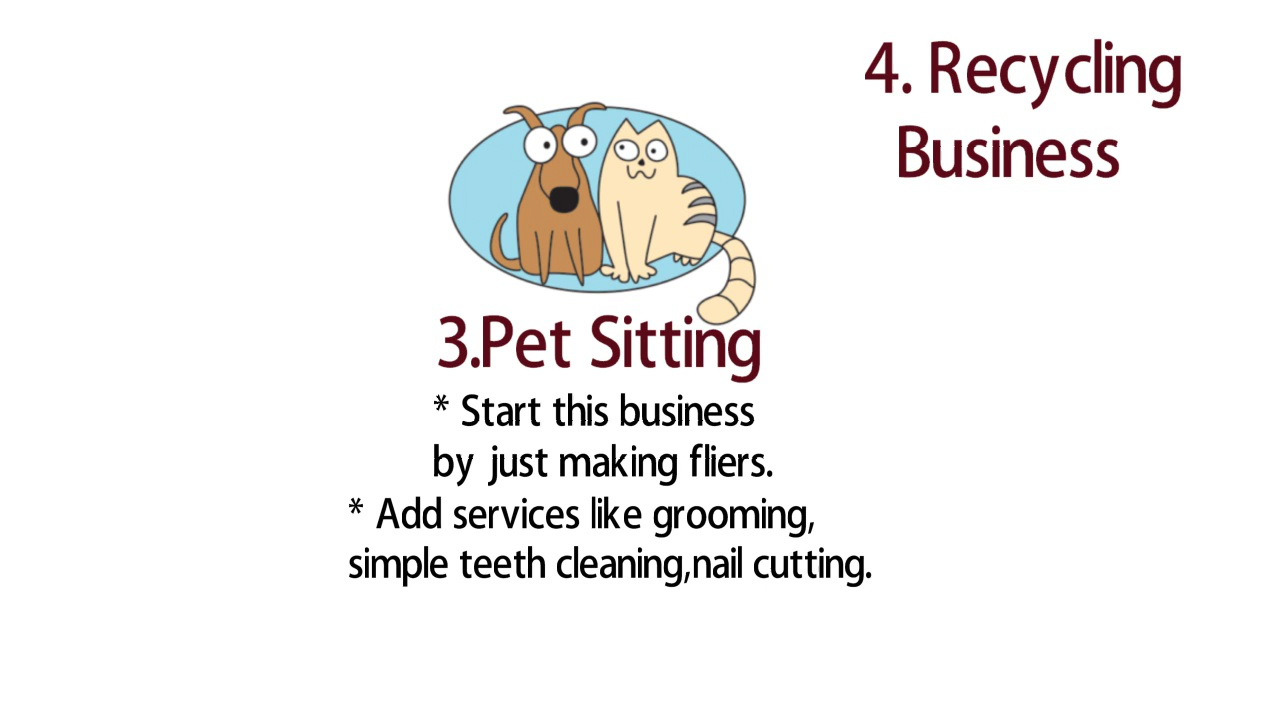 3.Pet Sitting
* Start this business
by just making fliers.
* Add services like grooming,
simple teeth cleaning,nail cutting.
4. Recycling
Business